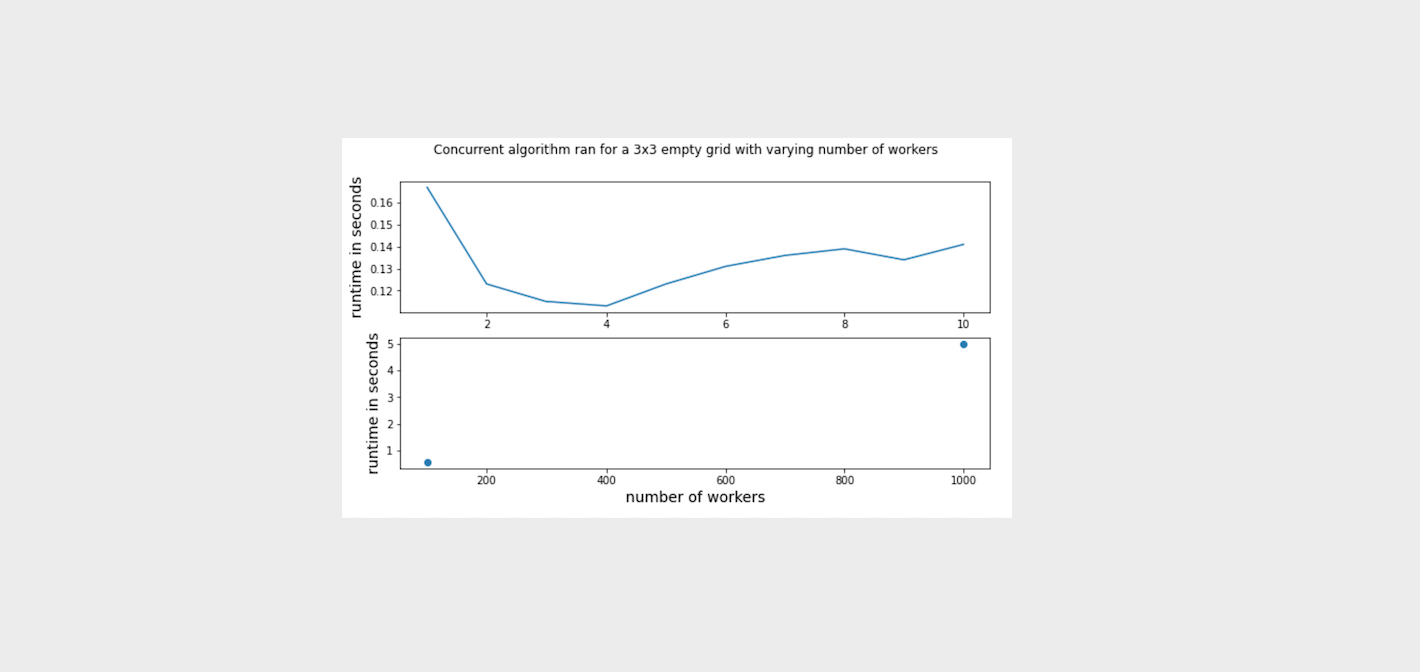 Concurrent algorithm ran for a 3x3 empty grid with varying number of workers
runtime in seconds
0.16
0.15
0.14
0.13
0.12
2 4 6 8 10
runtime in seconds
5
4
3
2
1
200 400 600 800 1000
number of workers